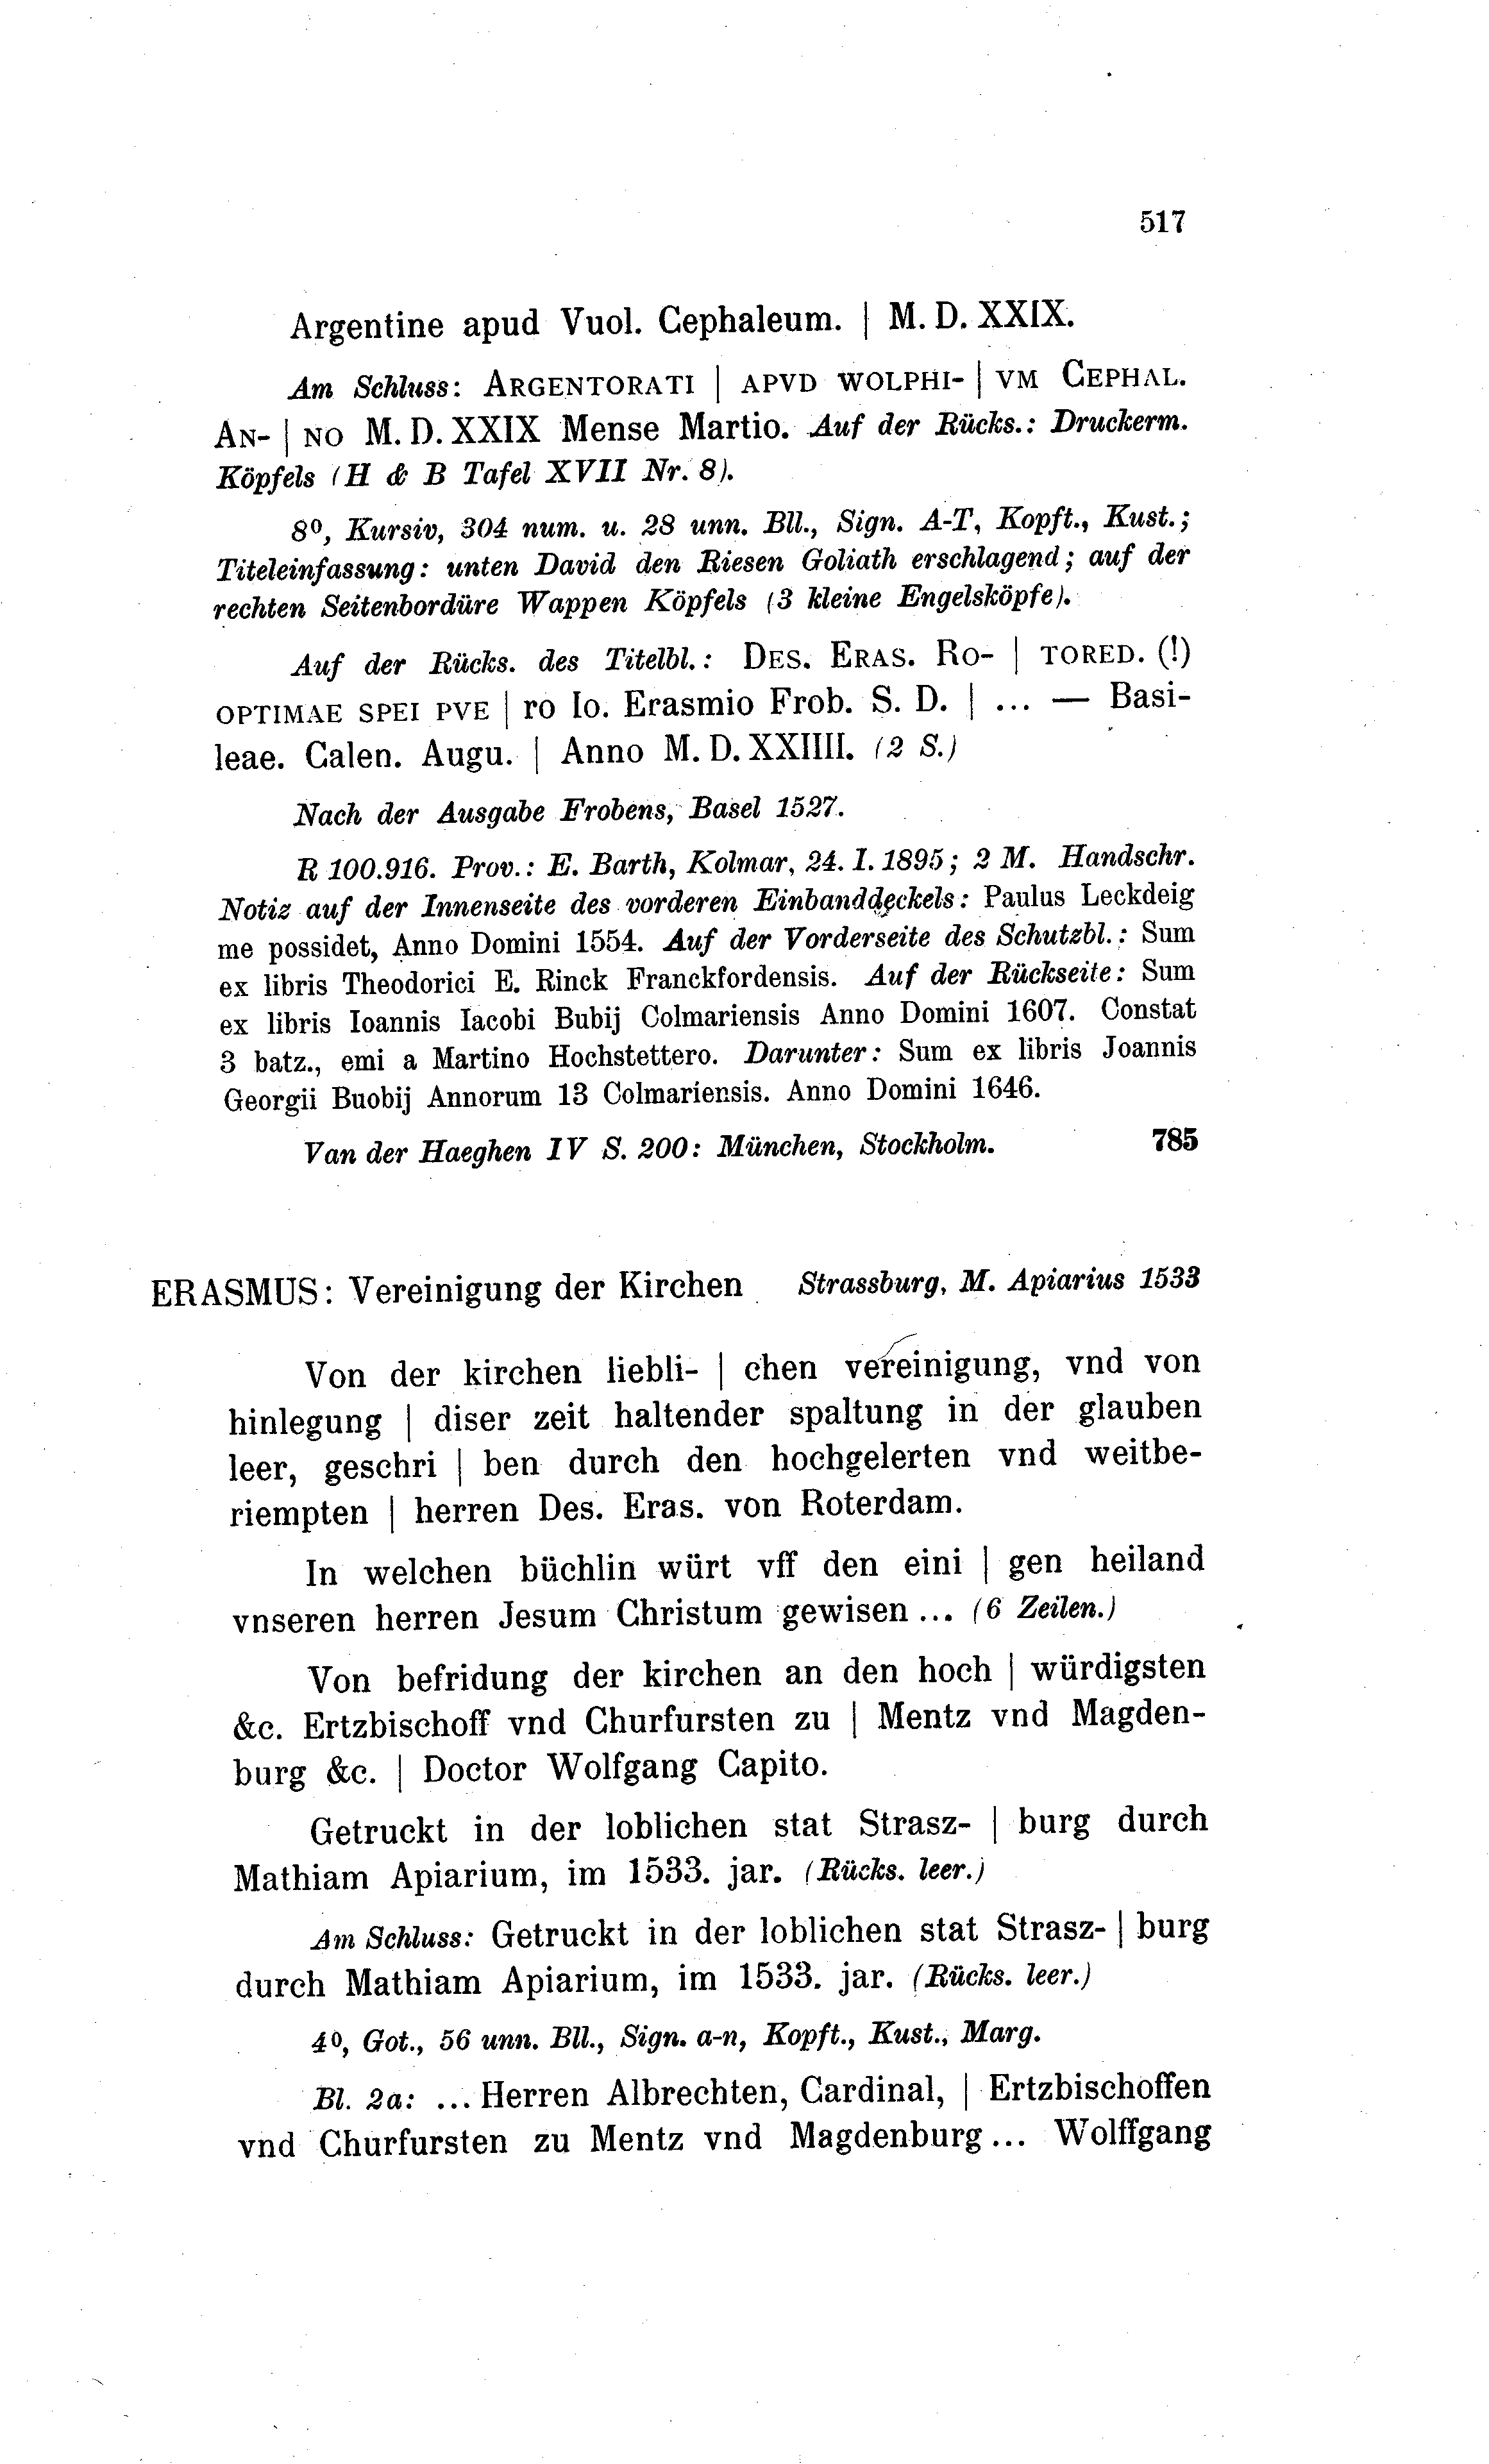 517
Argentine apud Vuol. Cephaleum. | M. D. XXIX.
Am Schluss: ARGENTORATI | APVD WOLPHI- | VM CEPHAL.
AN- | NO M. D. XXIX Mense Martio. Auf der Rücks.: Druckerm.
Köpfels (H & B Tafel XVII Nr. 8).
8⁰, Kursiv, 304 num. u. 28 unn. Bll., Sign. A-T, Kopft., Kust.;
Titeleinfassung: unten David den Riesen Goliath erschlagend; auf der
rechten Seitenbordüre Wappen Köpfels (3 kleine Engelsköpfe).
Auf der Rücks. des Titelbl.: DES. ERAS. RO- | TORED. (!)
OPTIMAE SPEI PVE | ro Io. Erasmio Frob. S. D. | ... — Basi-
leae. Calen. Augu. | Anno M. D. XXIIII. (2 S.)
Nach der Ausgabe Frobens, Basel 1527.
R 100.916. Prov.: E. Barth, Kolmar, 24. I. 1895; 2 M. Handschr.
Notiz auf der Innenseite des vorderen Einbanddeckels: Paulus Leckdeig
me possidet, Anno Domini 1554. Auf der Vorderseite des Schutzbl.: Sum
ex libris Theodorici E. Rinck Franckfordensis. Auf der Rückseite: Sum
ex libris Ioannis Iacobi Bubij Colmariensis Anno Domini 1607. Constat
3 batz., emi a Martino Hochstettero. Darunter: Sum ex libris Joannis
Georgii Buobij Annorum 13 Colmariensis. Anno Domini 1646.
Van der Haeghen IV S. 200: München, Stockholm. 785
ERASMUS: Vereinigung der Kirchen Strassburg, M. Apiarius 1533
Von der kirchen liebli- | chen vereinigung, vnd von
hinlegung | diser zeit haltender spaltung in der glauben
leer, geschri | ben durch den hochgelerten vnd weitbe-
riempten | herren Des. Eras. von Roterdam.
In welchen büchlin würt vff den eini | gen heiland
vnseren herren Jesum Christum gewisen ... (6 Zeilen.)
Von befridung der kirchen an den hoch | würdigsten
&c. Ertzbischoff vnd Churfursten zu | Mentz vnd Magden-
burg &c. | Doctor Wolfgang Capito.
Getruckt in der loblichen stat Strasz- | burg durch
Mathiam Apiarium, im 1533. jar. (Rücks. leer.)
Am Schluss: Getruckt in der loblichen stat Strasz- | burg
durch Mathiam Apiarium, im 1533. jar. (Rücks. leer.)
4⁰, Got., 56 unn. Bll., Sign. a-n, Kopft., Kust., Marg.
Bl. 2a: ... Herren Albrechten, Cardinal, | Ertzbischoffen
vnd Churfursten zu Mentz vnd Magdenburg ... Wolffgang